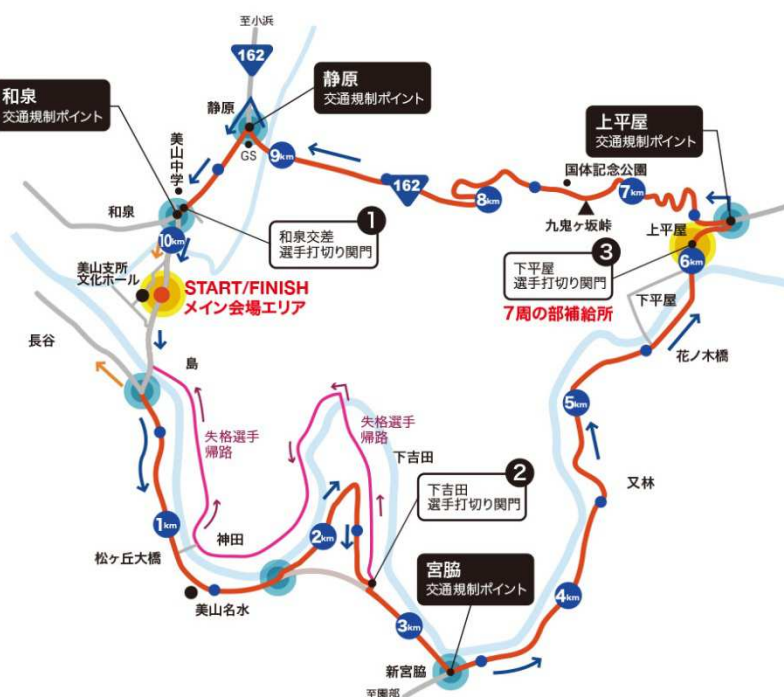 至小浜
162
和泉
交通規制ポイント
静原
静原
交通規制ポイント
上平屋
交通規制ポイント
美山中学
GS
9km
162
8km
国体記念公園
7km
九鬼ヶ坂峠
和泉
10km
1
和泉交差
選手打切り関門
上平屋
3
下平屋
選手打切り関門
6km
7周の部補給所
美山支所
文化ホール
START/FINISH
メイン会場エリア
下平屋
花ノ木橋
長谷
島
失格選手
帰路
失格選手
帰路
5km
下吉田
2
下吉田
選手打切り関門
又林
1km
神田
2km
松ヶ丘大橋
美山名水
宮脇
交通規制ポイント
4km
3km
新宮脇
至園部